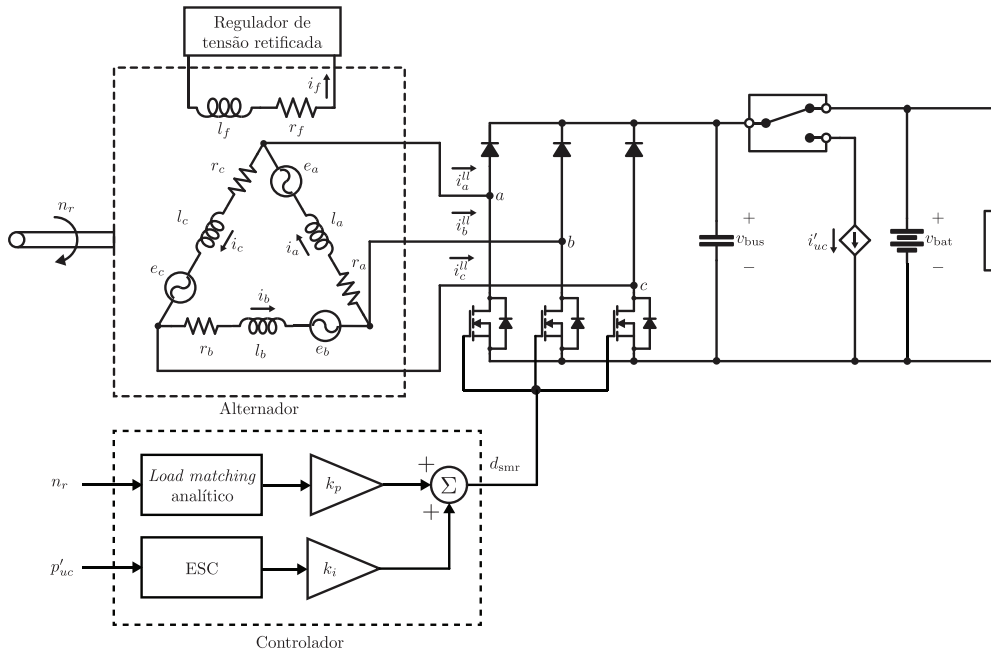 Regulador de
tensão retificada
i_f
l_f
r_f
r_c
e_a
l_c
l_a
i_c
i_a
r_a
e_c
i_b
r_b
l_b
e_b
n_r
Alternador
i_a^{ll}
a
i_b^{ll}
b
i_c^{ll}
c
+
v_bus
−
i'_{uc}
+
v_bat
−
n_r
Load matching
analítico
k_p
+
Σ
+
d_smr
p'_{uc}
ESC
k_i
Controlador